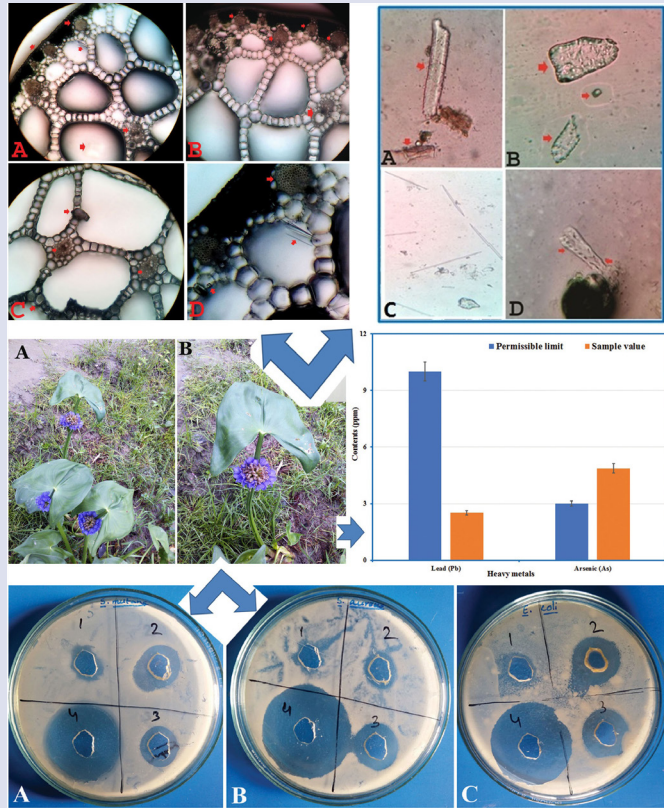 A
B
C
D
A
B
C
D
A
B
12
9
6
3
0
Contents (ppm)
Permissible limit
Sample value
Lead (Pb)
Arsenic (As)
Heavy metals
1
2
4
3
A
1
2
4
3
B
E. coli
1
2
4
3
C